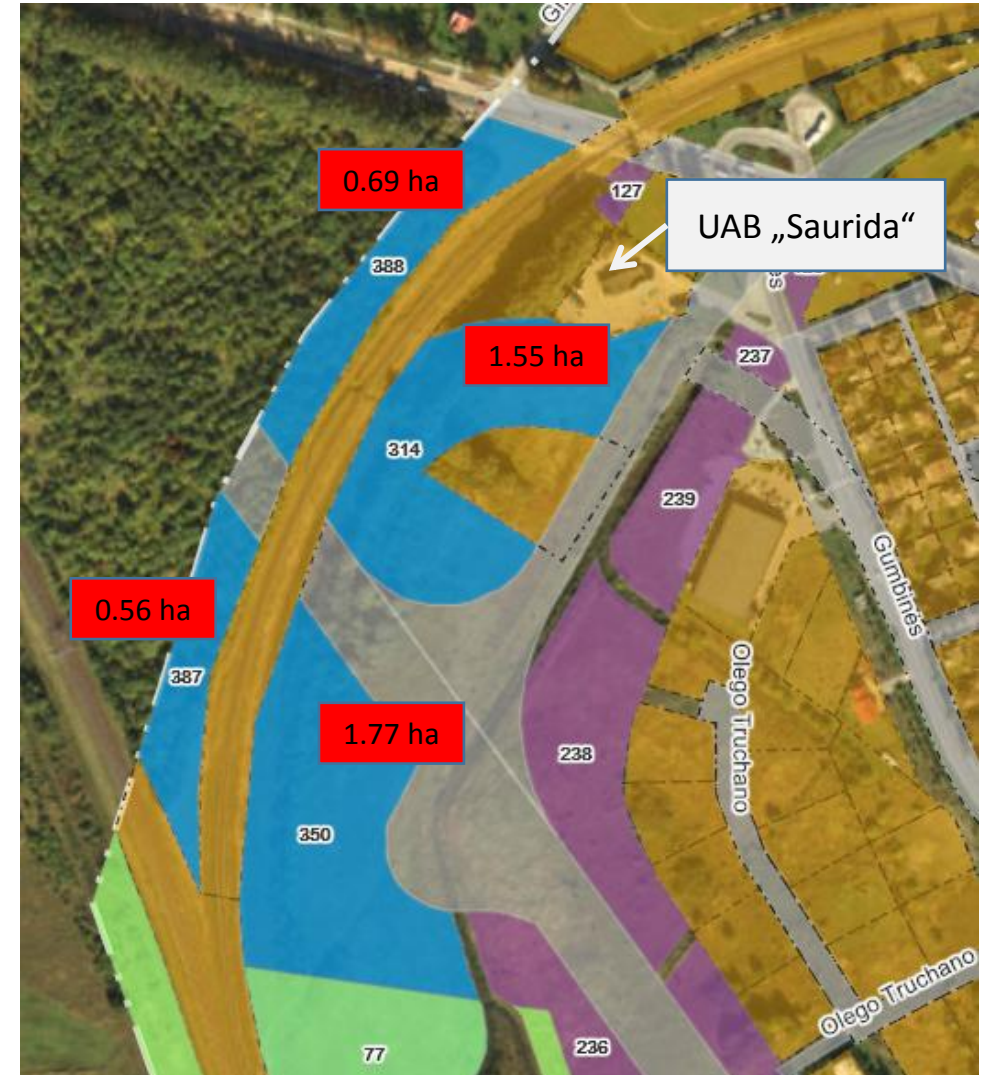 0.69 ha
127
UAB „Saurida“
388
1.55 ha
237
314
239
Gumbinės
0.56 ha
387
Olego Truchano
1.77 ha
238
350
Olego Truchano
236
77